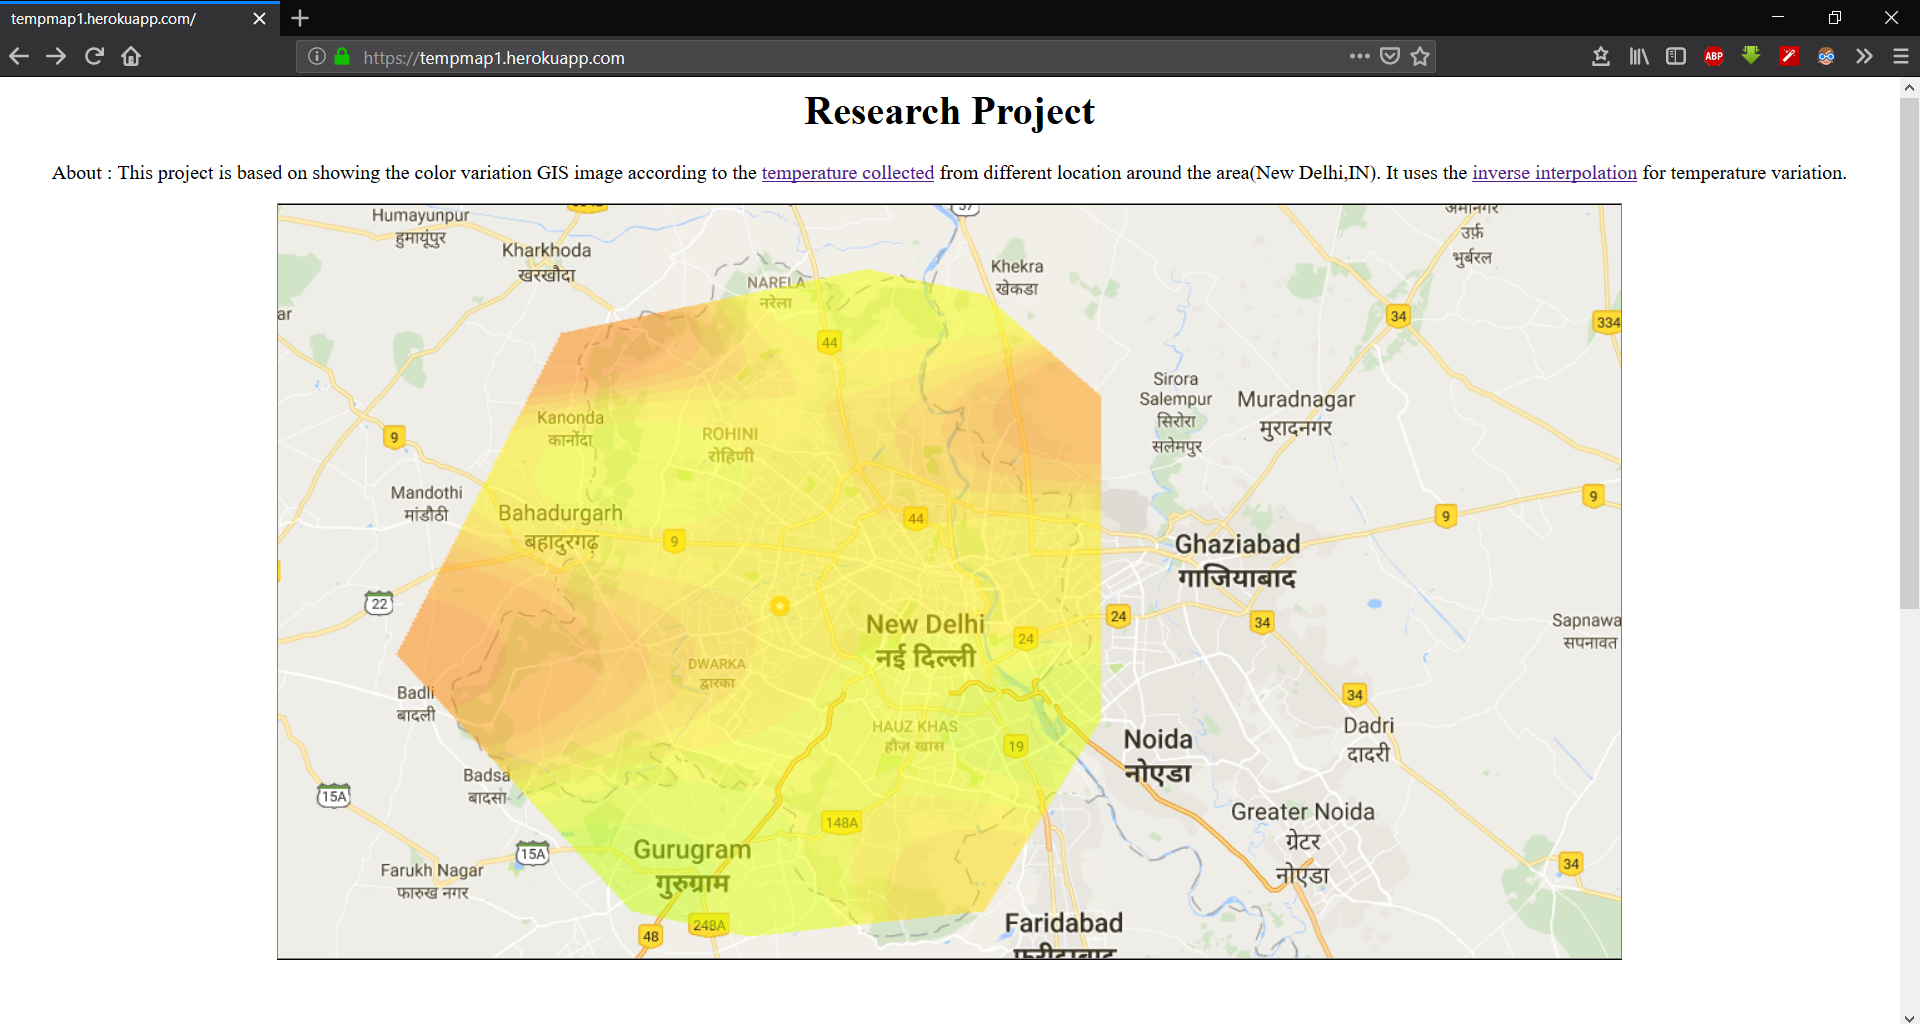 tempmap1.herokuapp.com/
https://tempmap1.herokuapp.com
ABP
Research Project
About : This project is based on showing the color variation GIS image according to the temperature collected from different location around the area(New Delhi,IN). It uses the inverse interpolation for temperature variation.
Humayunpur
हुमायूंपुर
Kharkhoda
खरखौदा
NARELA
नरेला
Khekra
खेकडा
उर्फ़
भुर्बरल
ar
44
34
334
Sirora
Salempur
सिरोरा
सलेमपुर
Muradnagar
मुरादनगर
Kanonda
कानोंदा
ROHINI
रोहिणी
9
Mandothi
मांडौठी
Bahadurgarh
बहादुरगढ़
9
44
9
9
Ghaziabad
गाजियाबाद
22
New Delhi
नई दिल्ली
24
24
34
Sapnawa
सपनावत
DWARKA
द्वारका
Badli
बादली
HAUZ KHAS
हौज़ खास
19
34
Dadri
दादरी
Noida
नोएडा
Badsa
बादसा
15A
148A
Greater Noida
ग्रेटर
नोएडा
Gurugram
गुरुग्राम
15A
Farukh Nagar
फारुख नगर
34
248A
48
Faridabad